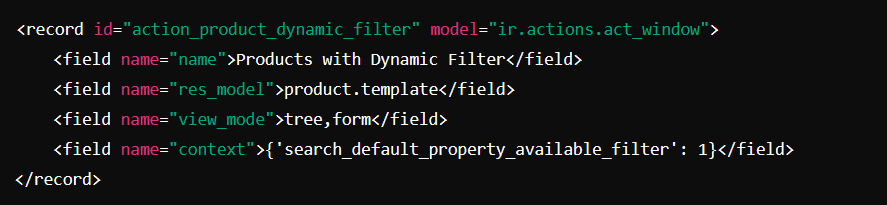 <record id="action_product_dynamic_filter" model="ir.actions.act_window">
    <field name="name">Products with Dynamic Filter</field>
    <field name="res_model">product.template</field>
    <field name="view_mode">tree,form</field>
    <field name="context">{'search_default_property_available_filter': 1}</field>
</record>